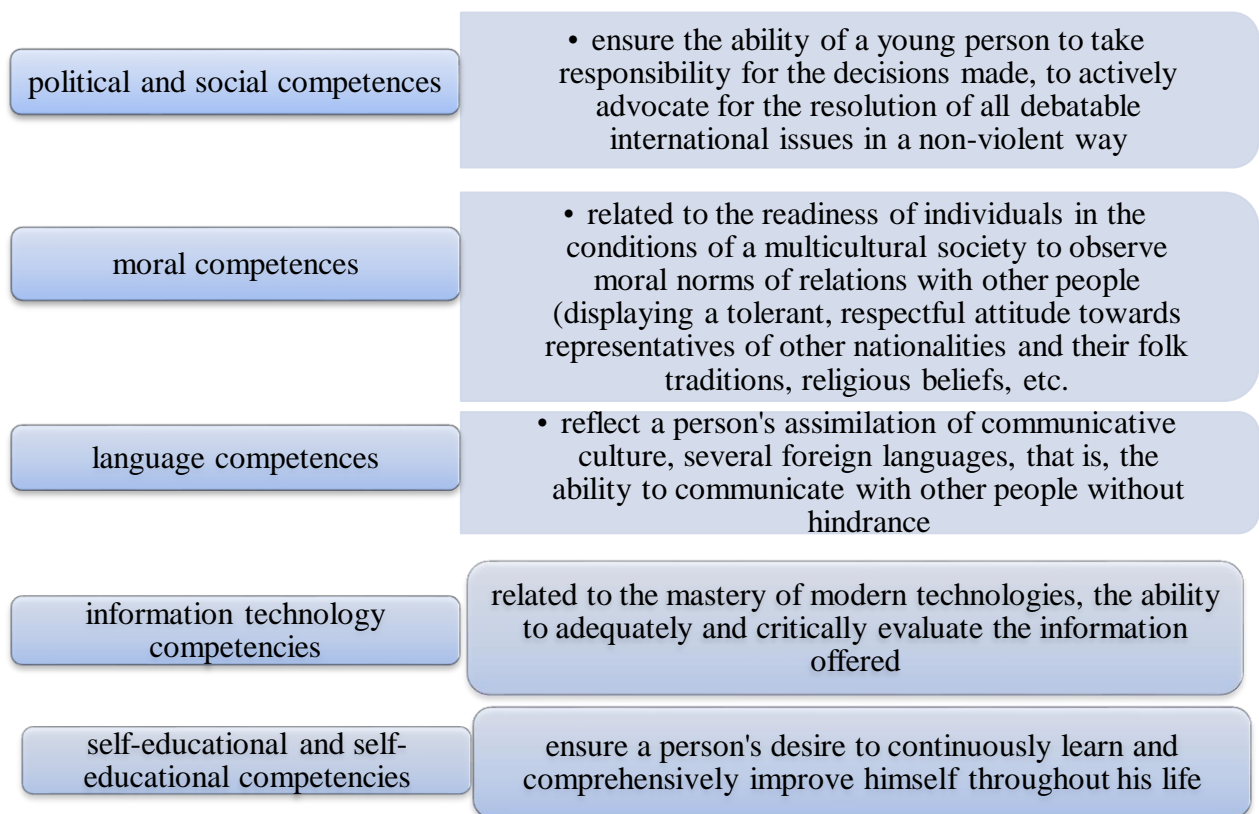 political and social competences
• ensure the ability of a young person to take
responsibility for the decisions made, to actively
advocate for the resolution of all debatable
international issues in a non-violent way
moral competences
• related to the readiness of individuals in the
conditions of a multicultural society to observe
moral norms of relations with other people
(displaying a tolerant, respectful attitude towards
representatives of other nationalities and their folk
traditions, religious beliefs, etc.
language competences
• reflect a person's assimilation of communicative
culture, several foreign languages, that is, the
ability to communicate with other people without
hindrance
information technology
competencies
related to the mastery of modern technologies, the ability
to adequately and critically evaluate the information
offered
self-educational and self-
educational competencies
ensure a person's desire to continuously learn and
comprehensively improve himself throughout his life